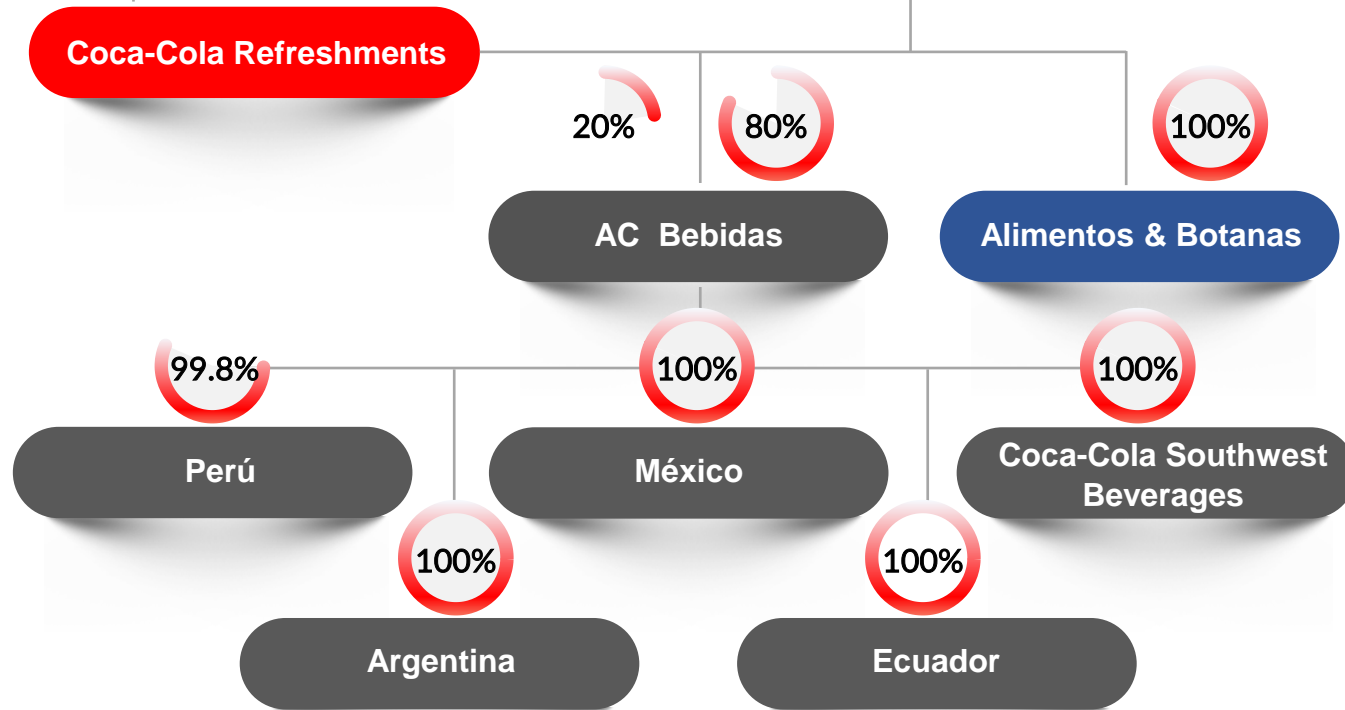 Coca-Cola Refreshments
20%
80%
100%
AC Bebidas
Alimentos & Botanas
99.8%
100%
100%
Perú
México
Coca-Cola Southwest
Beverages
100%
100%
Argentina
Ecuador